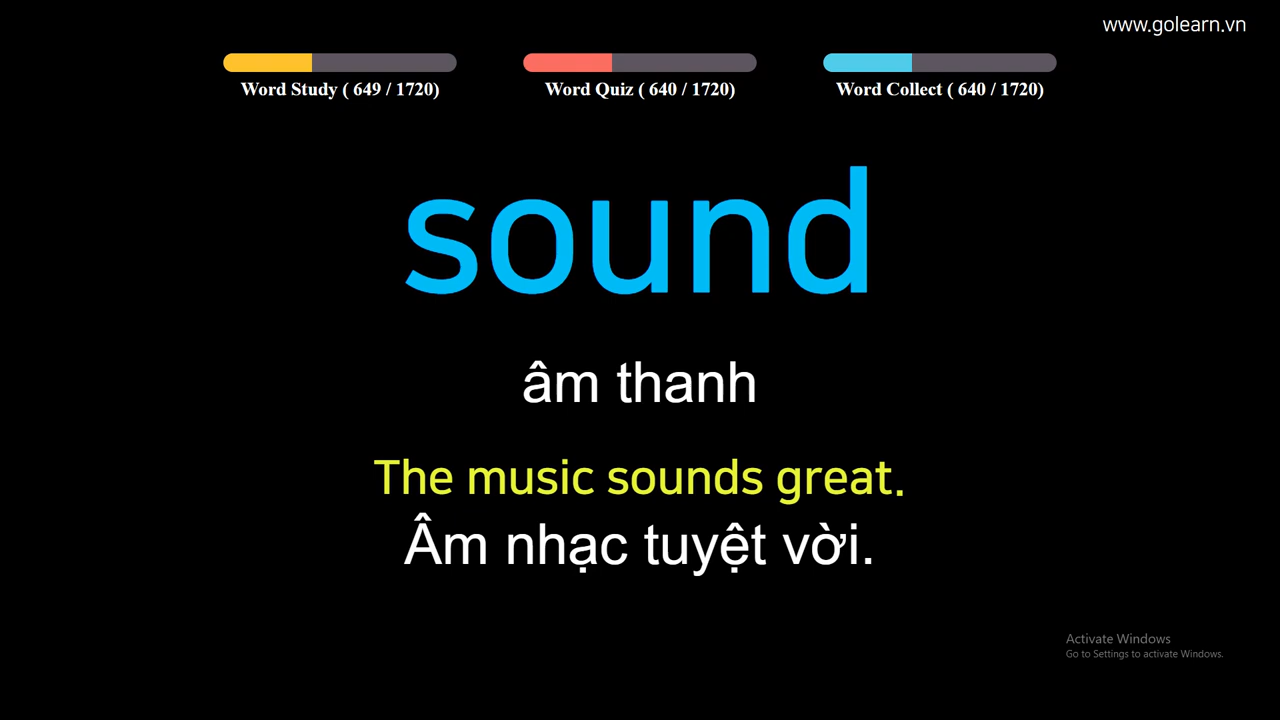 www.golearn.vn
Word Study ( 649 / 1720)
Word Quiz ( 640 / 1720)
Word Collect ( 640 / 1720)
sound
âm thanh
The music sounds great.
Âm nhạc tuyệt vời.
Activate Windows
Go to Settings to activate Windows.